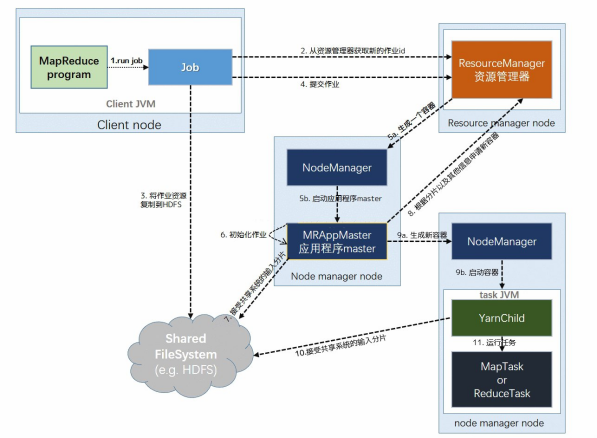 MapReduce
program
1.run job
Job
Client JVM
Client node
2. 从资源管理器获取新的作业id
4. 提交作业
ResourceManager
资源管理器
Resource manager node
5a. 生成一个容器
NodeManager
5b. 启动应用程序master
8. 根据分片以及其他信息申请新容器
3. 将作业资源
复制到HDFS
6. 初始化作业
MRAppMaster
应用程序master
Node manager node
9a. 生成新容器
NodeManager
9b. 启动容器
7. 接受共享系统的输入分片
task JVM
YarnChild
Shared
FileSystem
(e.g. HDFS)
10.接受共享系统的输入分片
11. 运行任务
MapTask
or
ReduceTask
node manager node